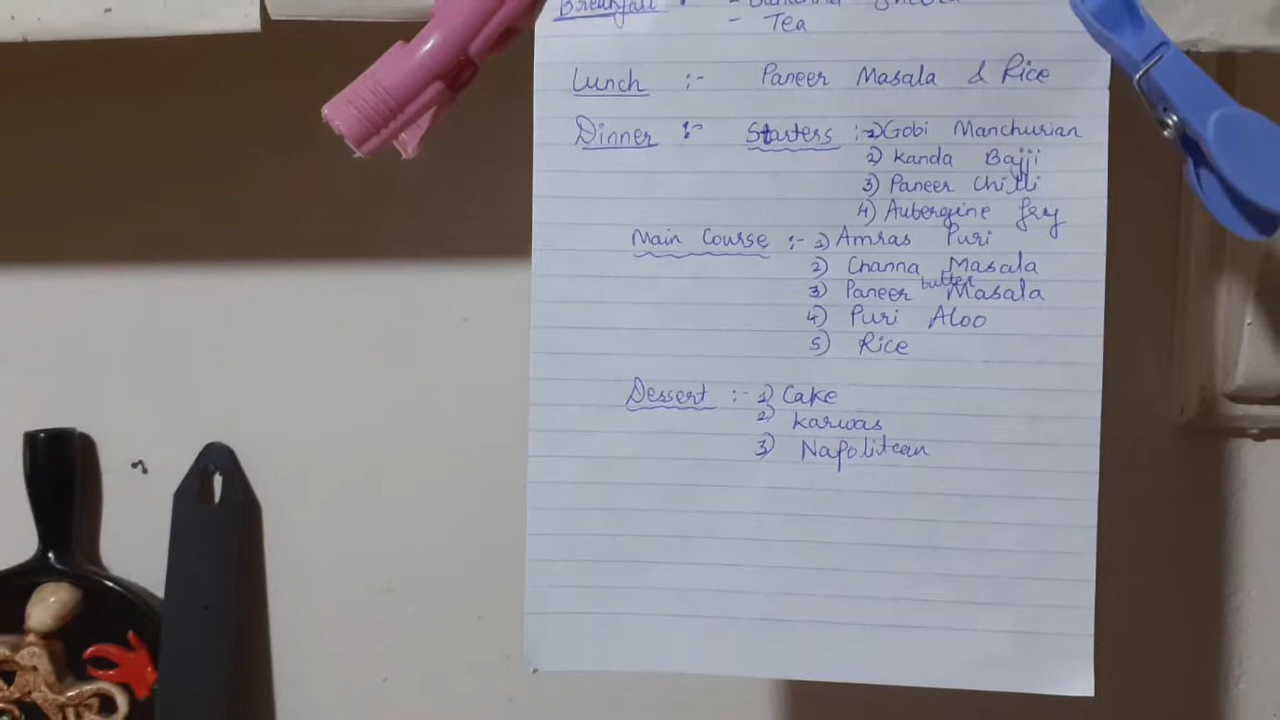 Breakfast :
- Tea
Lunch :- Paneer Masala & Rice
Dinner :- Starters :- 1) Gobi Manchurian
2) Kanda Bajji
3) Paneer Chilli
4) Aubergine fry
Main Course :- 1) Amras Puri
2) Channa Masala
3) Paneer butter Masala
4) Puri Aloo
5) Rice
Dessert :- 1) Cake
2) Karwas
3) Napolitean